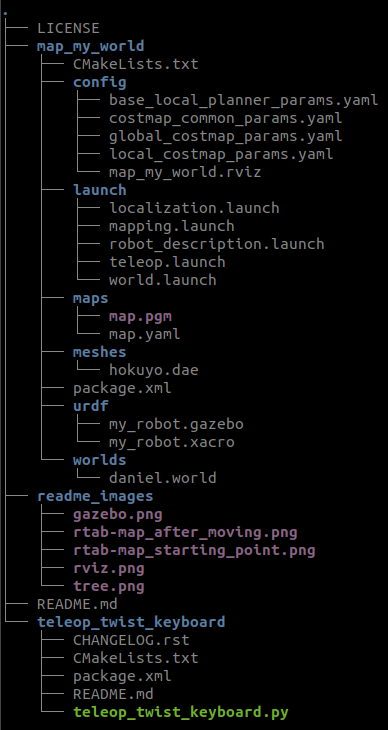 .
├── LICENSE
├── map_my_world
│   ├── CMakeLists.txt
│   ├── config
│   │   ├── base_local_planner_params.yaml
│   │   ├── costmap_common_params.yaml
│   │   ├── global_costmap_params.yaml
│   │   ├── local_costmap_params.yaml
│   │   └── map_my_world.rviz
│   ├── launch
│   │   ├── localization.launch
│   │   ├── mapping.launch
│   │   ├── robot_description.launch
│   │   ├── teleop.launch
│   │   └── world.launch
│   ├── maps
│   │   ├── map.pgm
│   │   └── map.yaml
│   ├── meshes
│   │   └── hokuyo.dae
│   ├── package.xml
│   ├── urdf
│   │   ├── my_robot.gazebo
│   │   └── my_robot.xacro
│   └── worlds
│       └── daniel.world
├── readme_images
│   ├── gazebo.png
│   ├── rtab-map_after_moving.png
│   ├── rtab-map_starting_point.png
│   ├── rviz.png
│   └── tree.png
├── README.md
└── teleop_twist_keyboard
    ├── CHANGELOG.rst
    ├── CMakeLists.txt
    ├── package.xml
    ├── README.md
    └── teleop_twist_keyboard.py